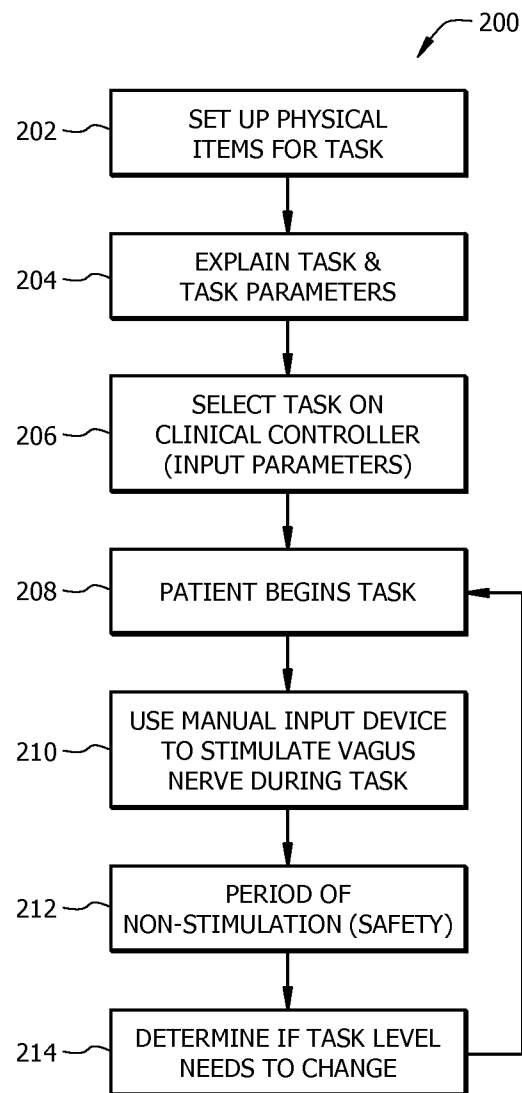 200
202
SET UP PHYSICAL
ITEMS FOR TASK
204
EXPLAIN TASK &
TASK PARAMETERS
206
SELECT TASK ON
CLINICAL CONTROLLER
(INPUT PARAMETERS)
208
PATIENT BEGINS TASK
210
USE MANUAL INPUT DEVICE
TO STIMULATE VAGUS
NERVE DURING TASK
212
PERIOD OF
NON-STIMULATION (SAFETY)
214
DETERMINE IF TASK LEVEL
NEEDS TO CHANGE